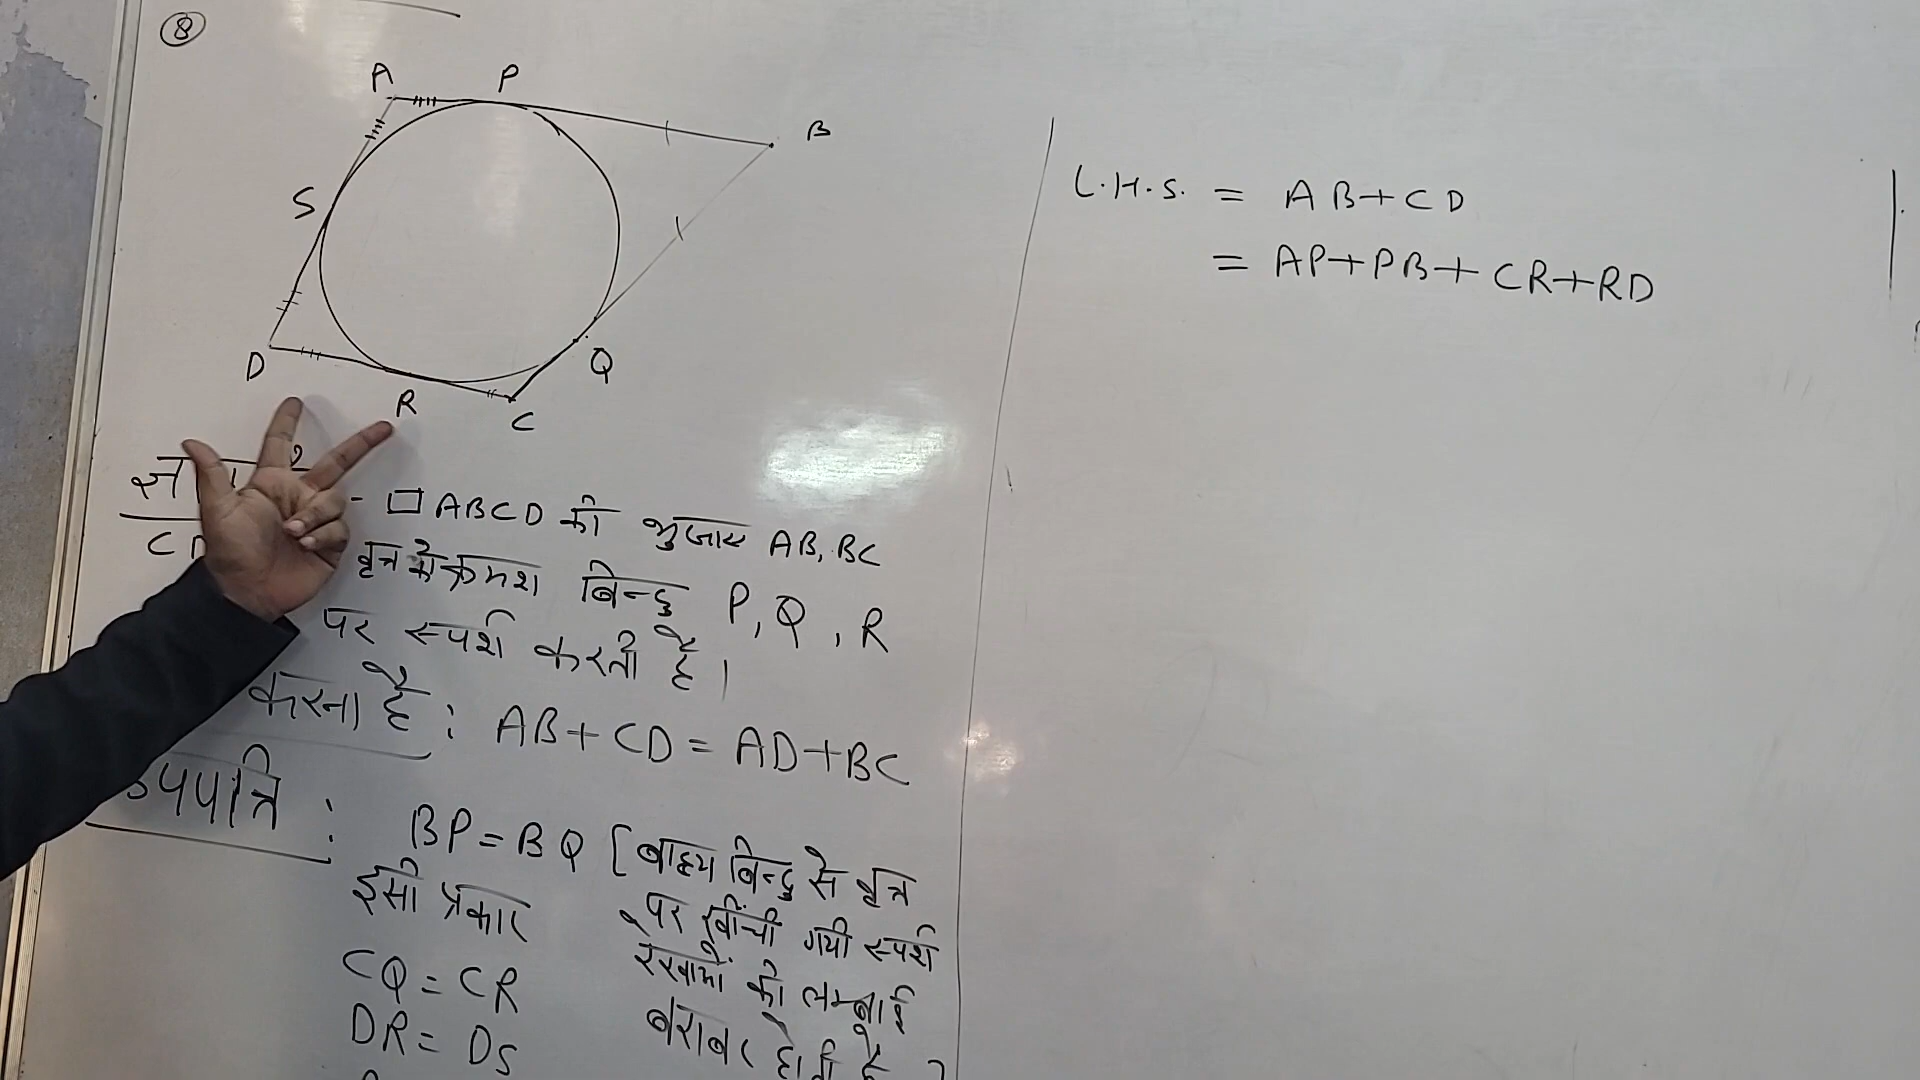 8
A P B
S
D R C Q
- □ ABCD की भुजाए AB, BC
वृत्त को क्रमश बिन्दु P, Q, R
पर स्पर्श करती है।
करना है : AB + CD = AD + BC
उपपत्ति : BP = BQ [बाह्य बिन्दु से वृत्त
पर खींची गयी स्पर्श
रेखाओं की लम्बाई
बराबर होती है
इसी प्रकार
CQ = CR
DR = DS
L.H.S. = AB + CD
= AP + PB + CR + RD